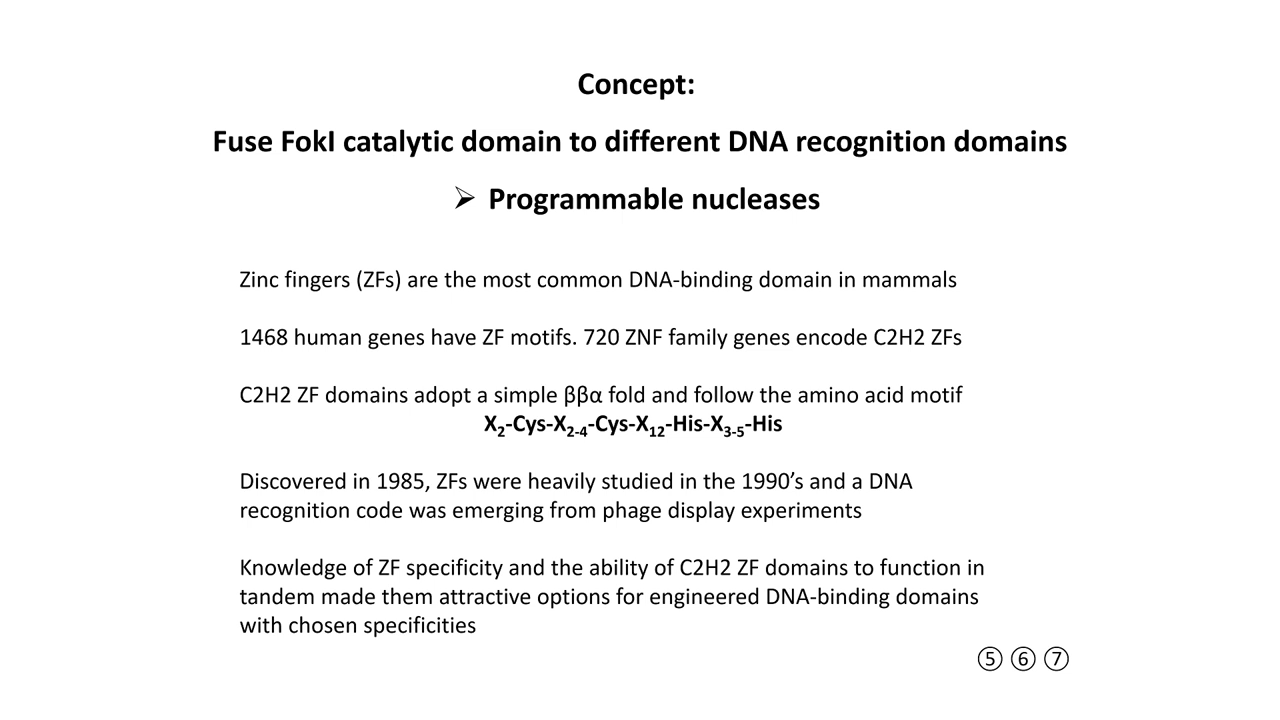 Concept:
Fuse FokI catalytic domain to different DNA recognition domains
➢ Programmable nucleases
Zinc fingers (ZFs) are the most common DNA-binding domain in mammals
1468 human genes have ZF motifs. 720 ZNF family genes encode C2H2 ZFs
C2H2 ZF domains adopt a simple ββα fold and follow the amino acid motif
X₂-Cys-X₂₋₄-Cys-X₁₂-His-X₃₋₅-His
Discovered in 1985, ZFs were heavily studied in the 1990’s and a DNA
recognition code was emerging from phage display experiments
Knowledge of ZF specificity and the ability of C2H2 ZF domains to function in
tandem made them attractive options for engineered DNA-binding domains
with chosen specificities
⑤ ⑥ ⑦